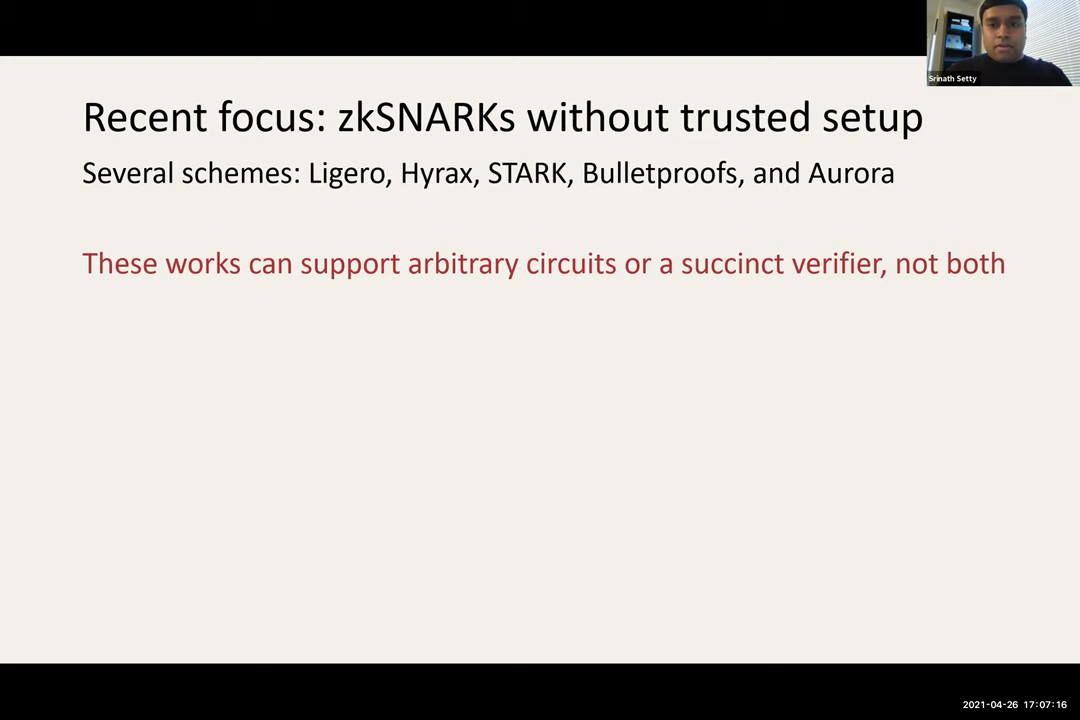 Srinath Setty
Recent focus: zkSNARKs without trusted setup
Several schemes: Ligero, Hyrax, STARK, Bulletproofs, and Aurora
These works can support arbitrary circuits or a succinct verifier, not both
2021-04-26 17:07:16